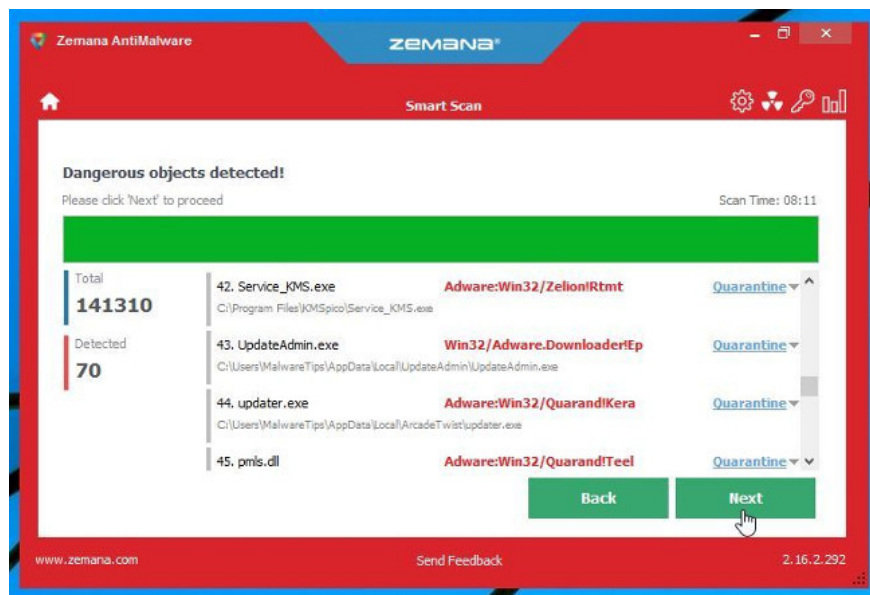 Zemana AntiMalware
zemana®
Smart Scan
Dangerous objects detected!
Please click 'Next' to proceed
Scan Time: 08:11
Total
141310
Detected
70
42. Service_KMS.exe Adware:Win32/Zelion!Rtmt Quarantine
C:\Program Files\KMSpico\Service_KMS.exe
43. UpdateAdmin.exe Win32/Adware.Downloader!Ep Quarantine
C:\Users\MalwareTips\AppData\Local\UpdateAdmin\UpdateAdmin.exe
44. updater.exe Adware:Win32/Quarand!Kera Quarantine
C:\Users\MalwareTips\AppData\Local\ArcadeTwist\updater.exe
45. pmls.dll Adware:Win32/Quarand!Teel Quarantine
Back Next
www.zemana.com Send Feedback 2.16.2.292